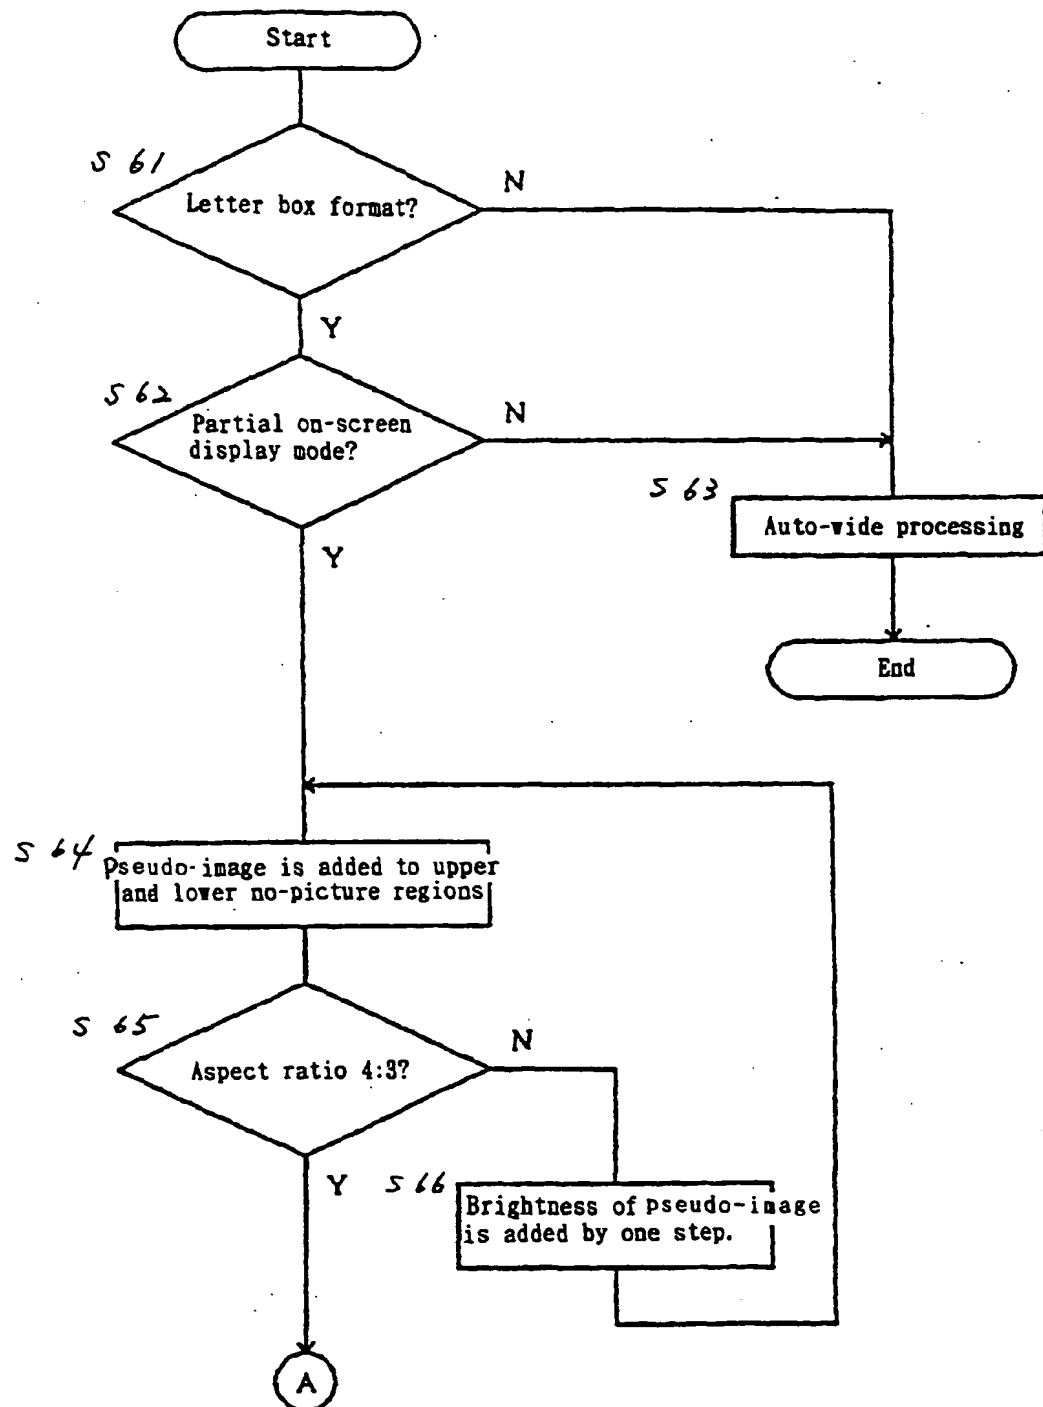 Start
S 61
Letter box format?
N
Y
S 62
Partial on-screen
display mode?
N
Y
S 63
Auto-wide processing
End
S 64
Pseudo-image is added to upper
and lower no-picture regions
S 65
Aspect ratio 4:3?
N
Y
S 66
Brightness of pseudo-image
is added by one step.
A